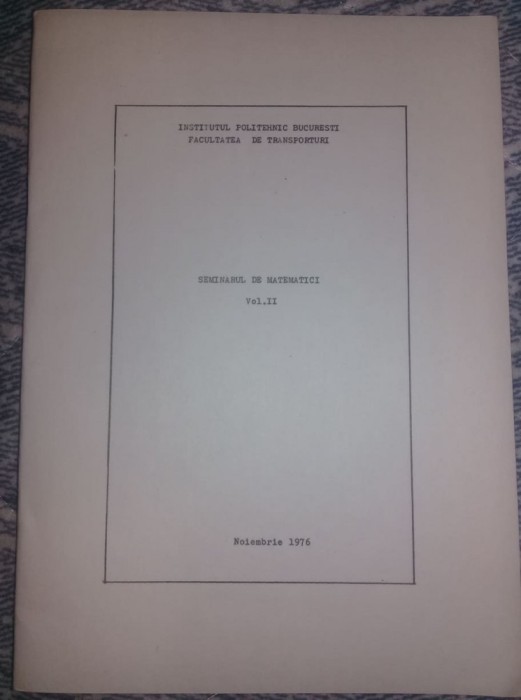 INSTITUTUL POLITEHNIC BUCURESTI
FACULTATEA DE TRANSPORTURI
SEMINARUL DE MATEMATICI
Vol.II
Noiembrie 1976